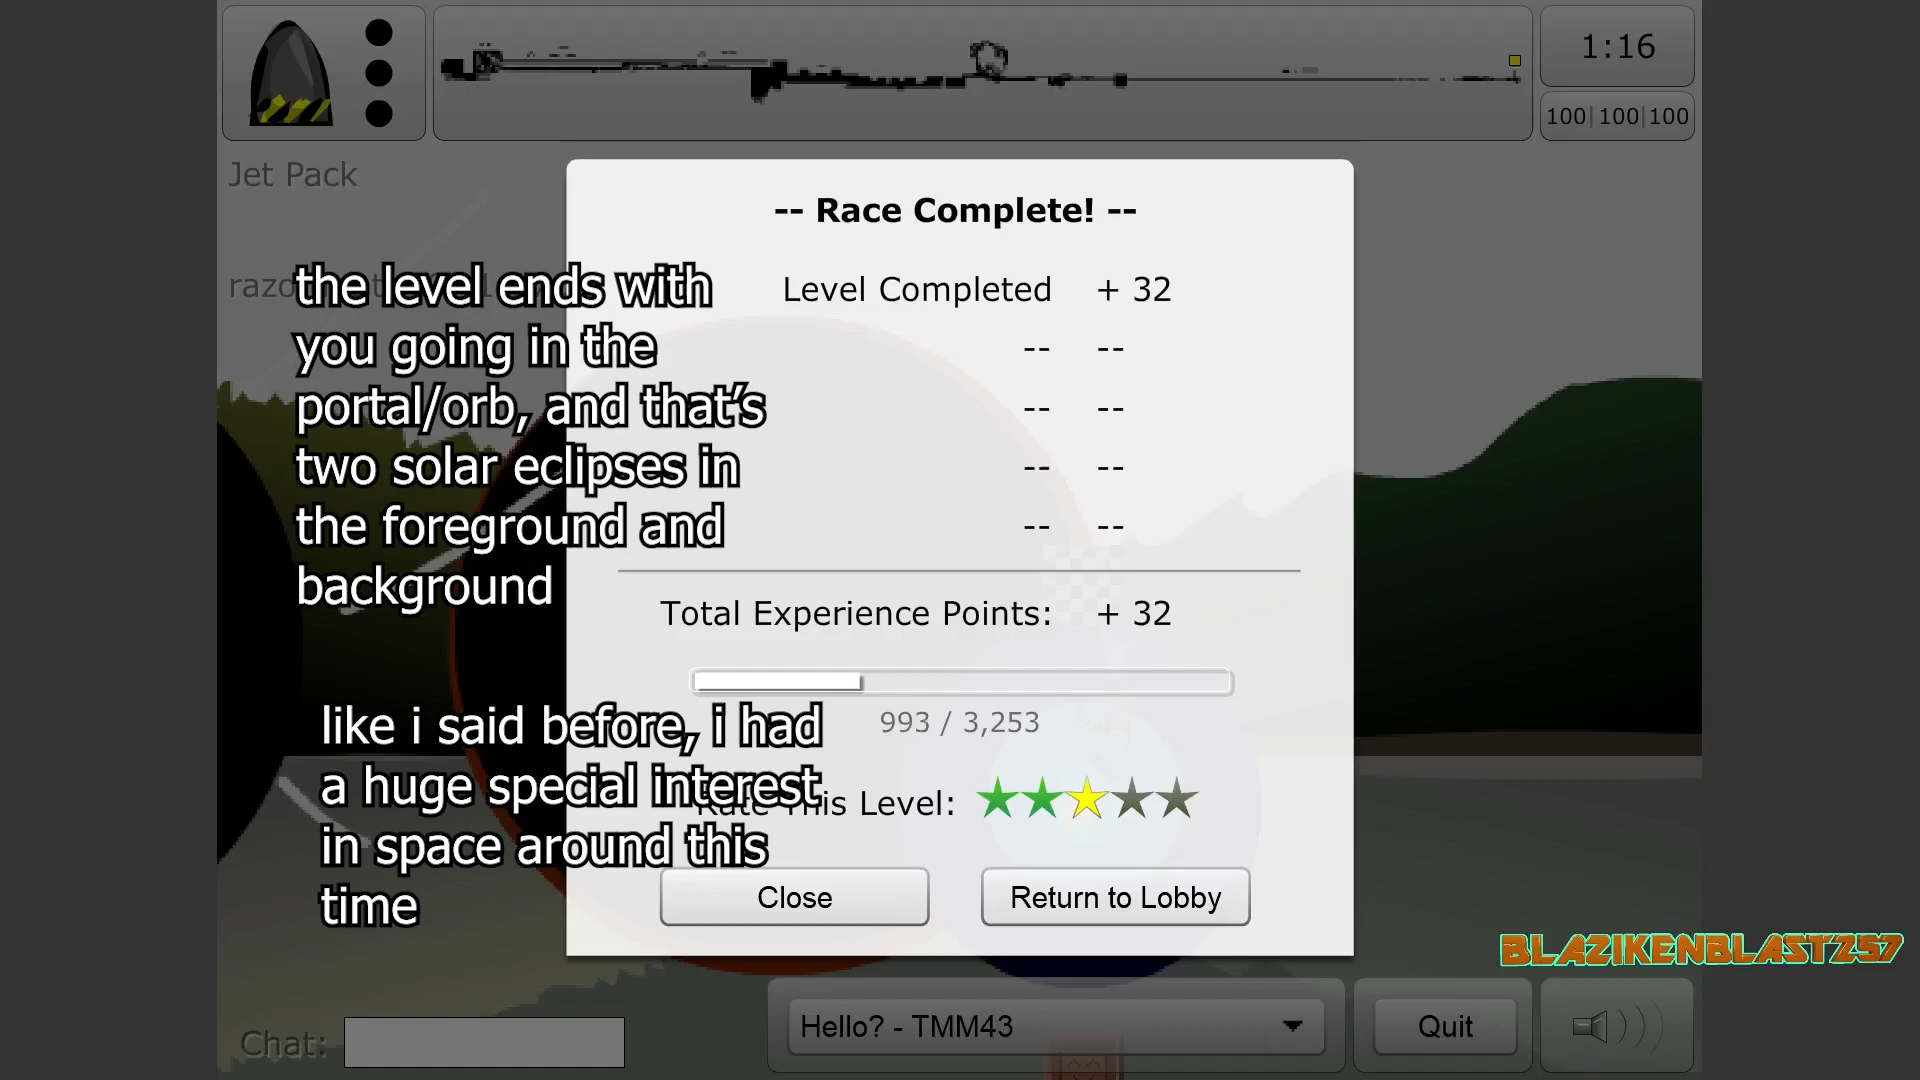 1:16
100|100|100
Jet Pack
-- Race Complete! --
the level ends with
you going in the
portal/orb, and that's
two solar eclipses in
the foreground and
background
Level Completed + 32
-- --
-- --
-- --
-- --
Total Experience Points: + 32
993 / 3,253
like i said before, i had
a huge special interest
in space around this
time
Rate This Level:
Close
Return to Lobby
BLAZIKENBLAST257
Chat:
Hello? - TMM43
Quit